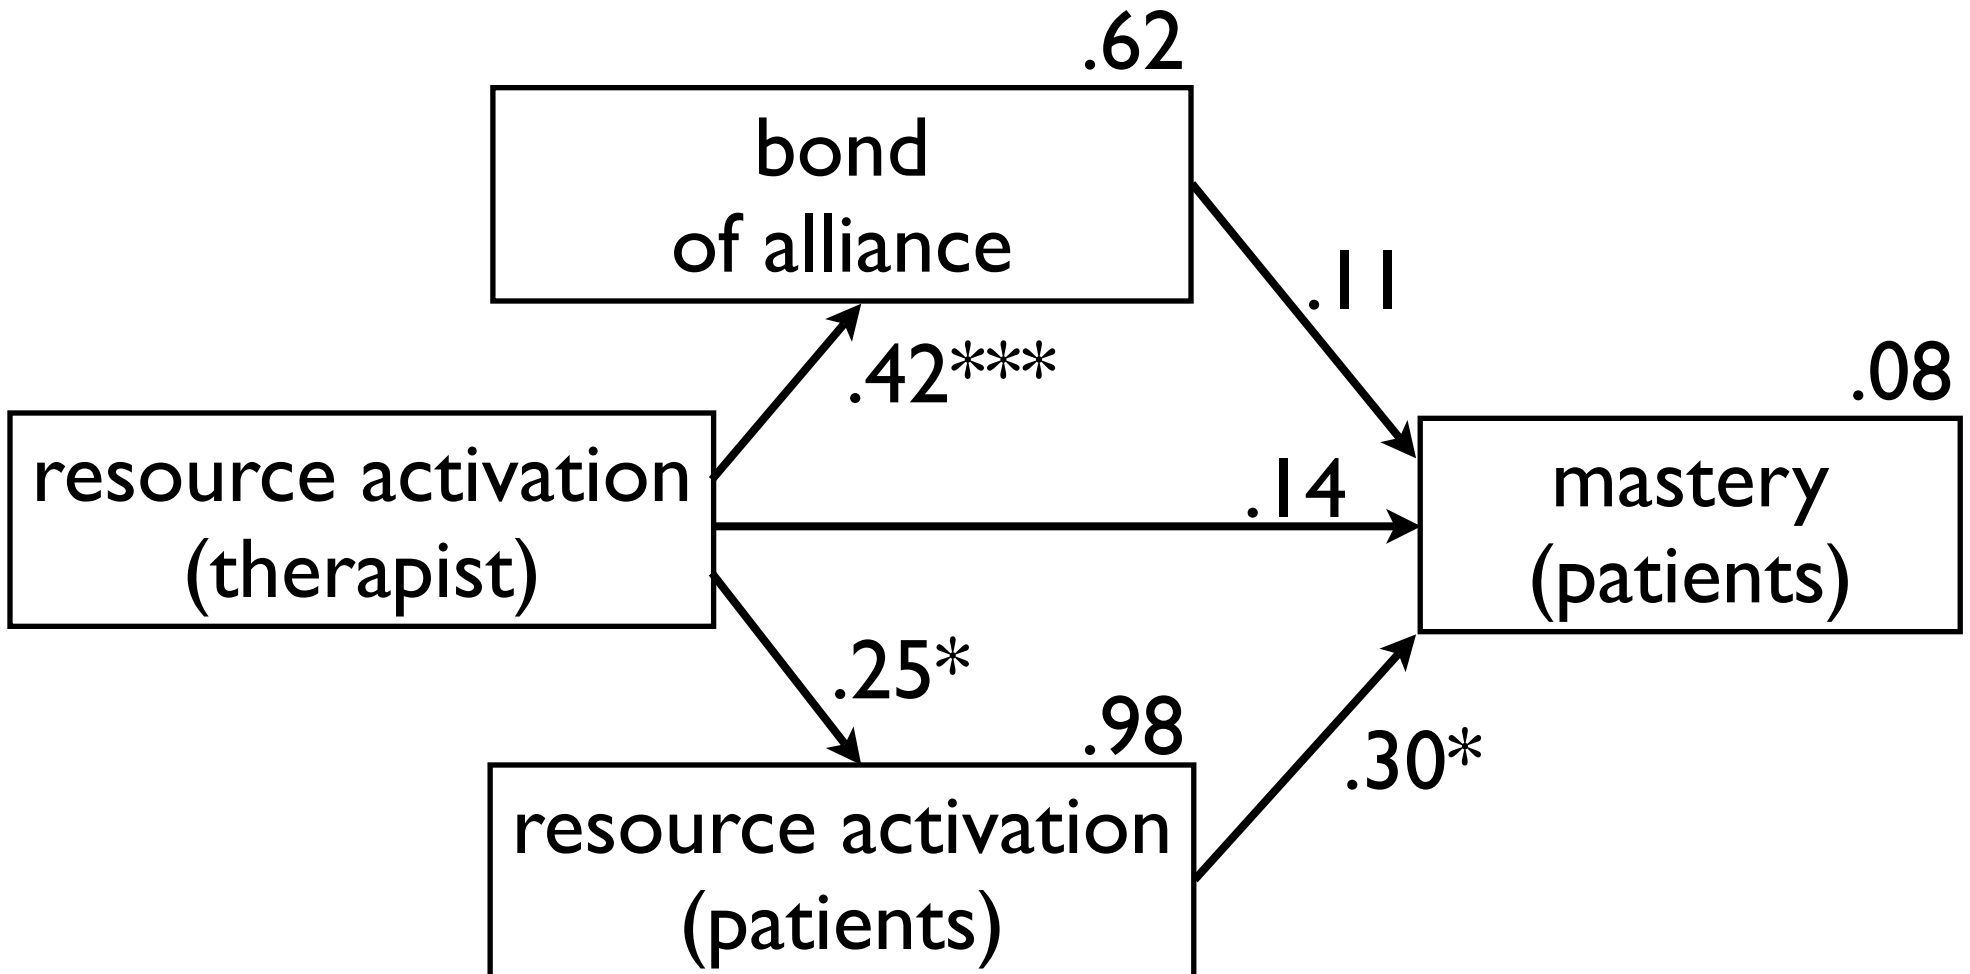 .62
bond
of alliance
.11
.42***
.08
resource activation
(therapist)
.14
mastery
(patients)
.25*
.98
.30*
resource activation
(patients)